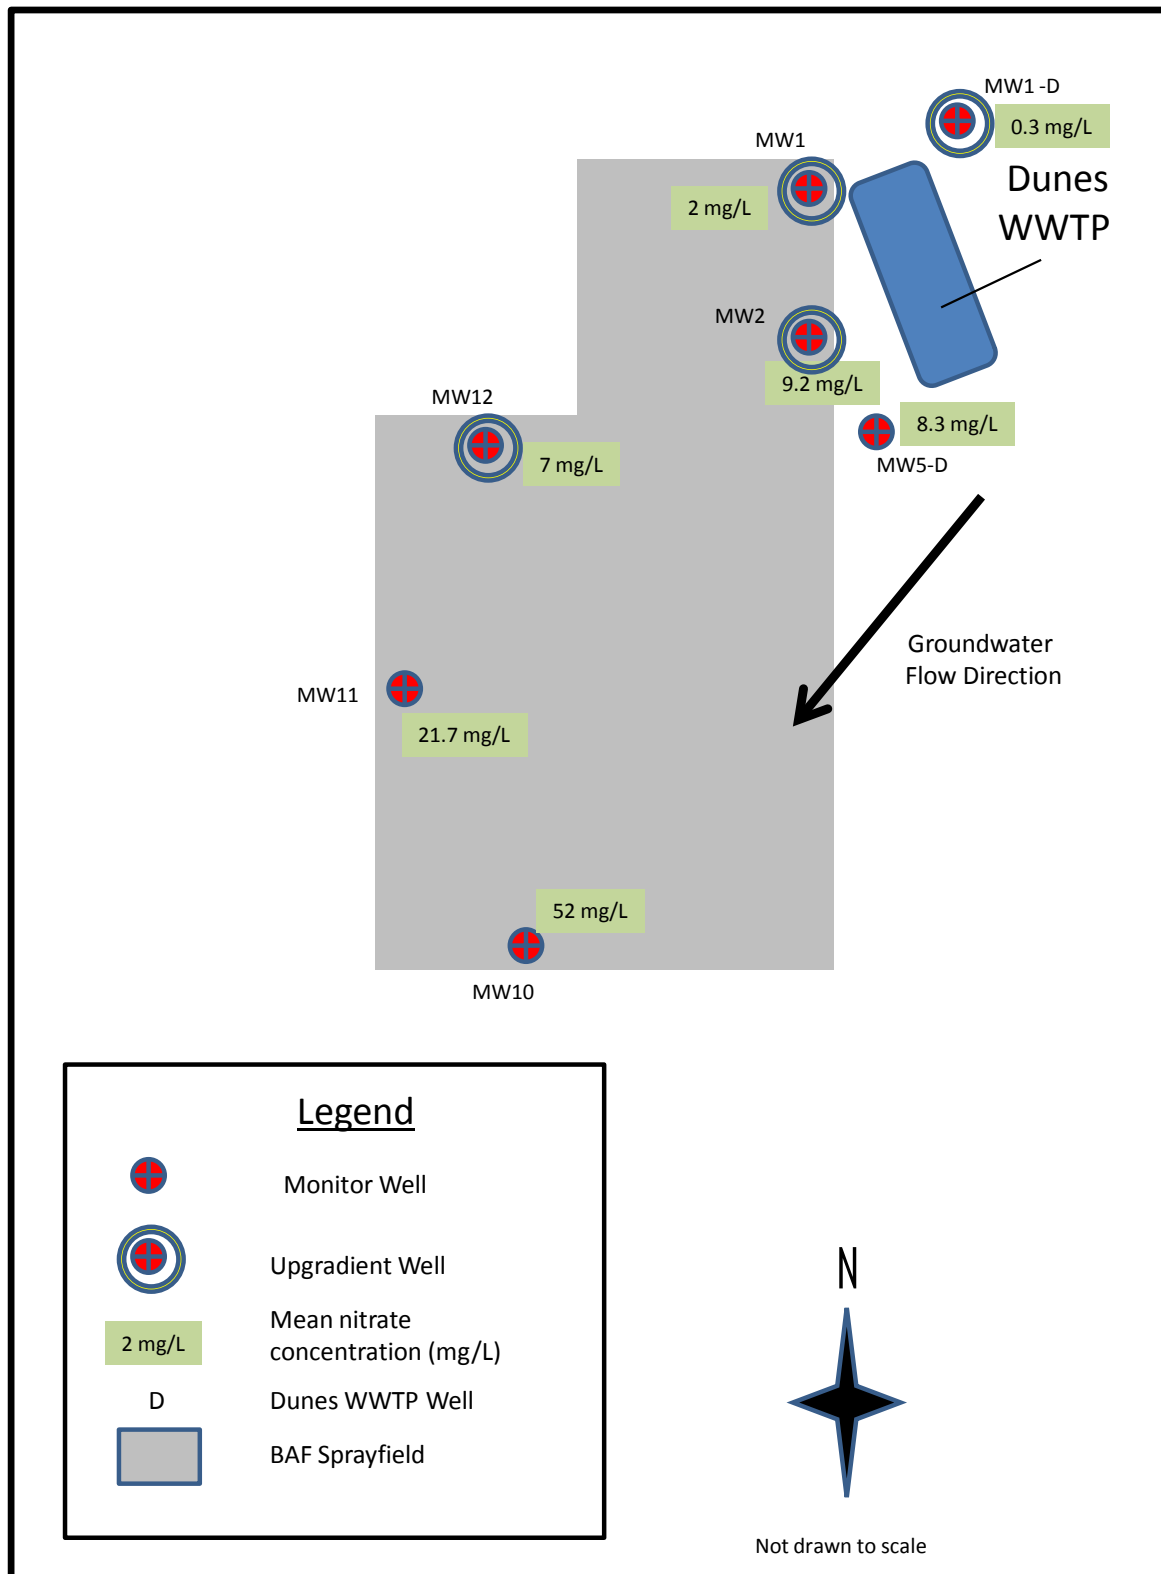 MW1 -D
0.3 mg/L
MW1
2 mg/L
Dunes
WWTP
MW2
9.2 mg/L
MW12
7 mg/L
8.3 mg/L
MW5-D
Groundwater
Flow Direction
MW11
21.7 mg/L
52 mg/L
MW10
Legend
Monitor Well
Upgradient Well
2 mg/L
Mean nitrate
concentration (mg/L)
D
Dunes WWTP Well
BAF Sprayfield
N
Not drawn to scale